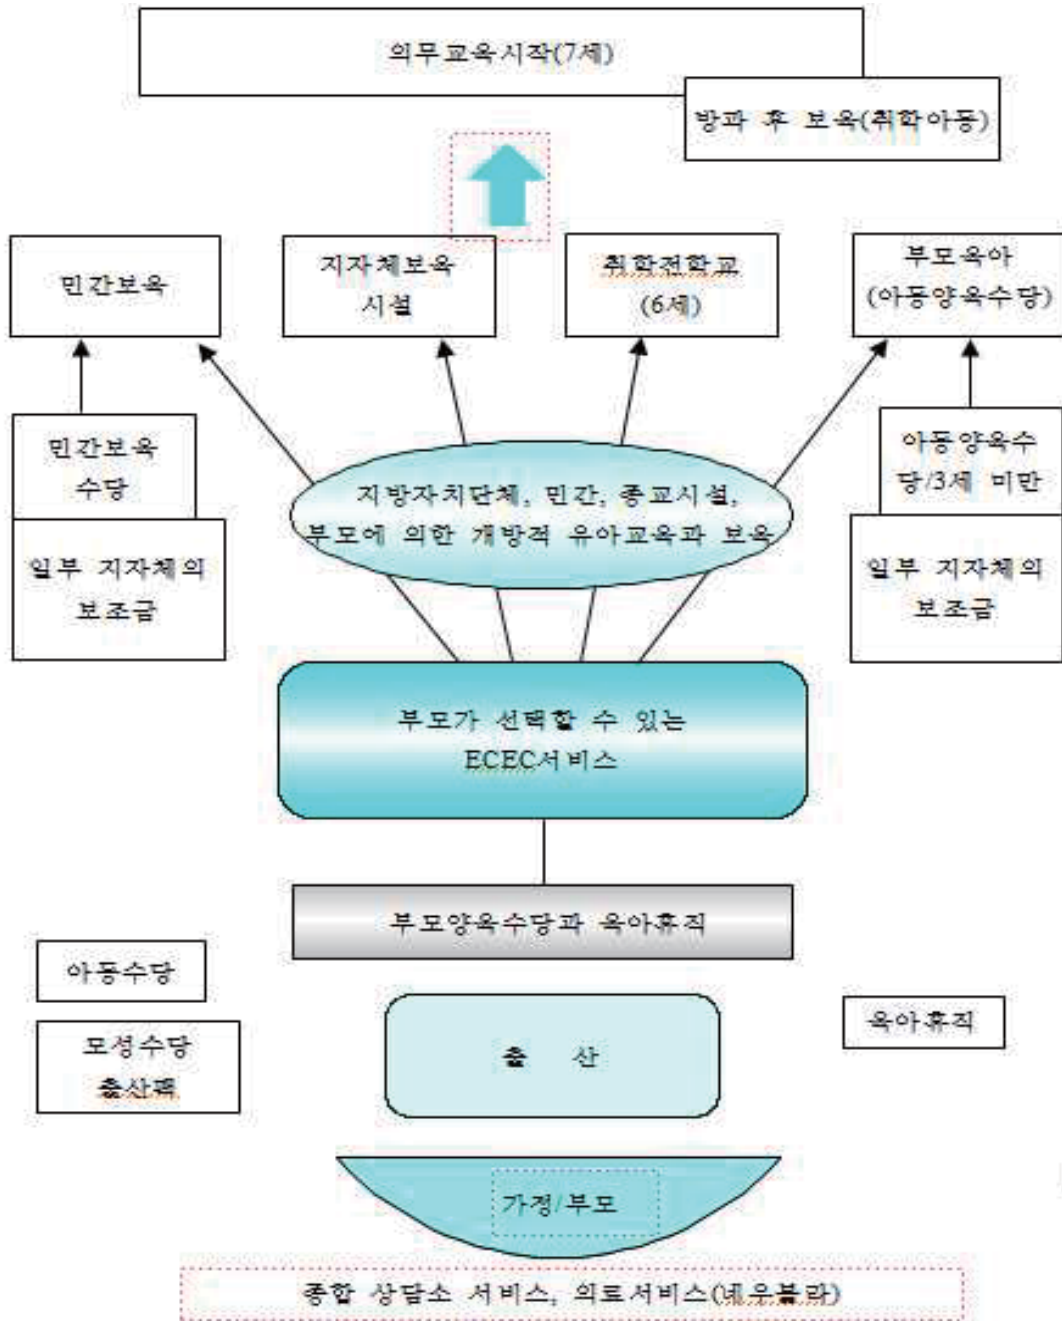 의무교육시작(7세)
방과 후 보육(취학아동)
민간보육
지자체보육
시설
취학전학교
(6세)
부모육아
(아동양육수당)
민간보육
수당
일부 지자체의
보조금
지방자치단체, 민간, 종교시설,
부모에 의한 개방적 유아교육과 보육
아동양육수
당/3세 미만
일부 지자체의
보조금
부모가 선택할 수 있는
ECEC서비스
부모양육수당과 육아휴직
아동수당
모성수당
출산팩
출 산
육아휴직
가정/부모
종합 상담소 서비스, 의료서비스(네우볼라)